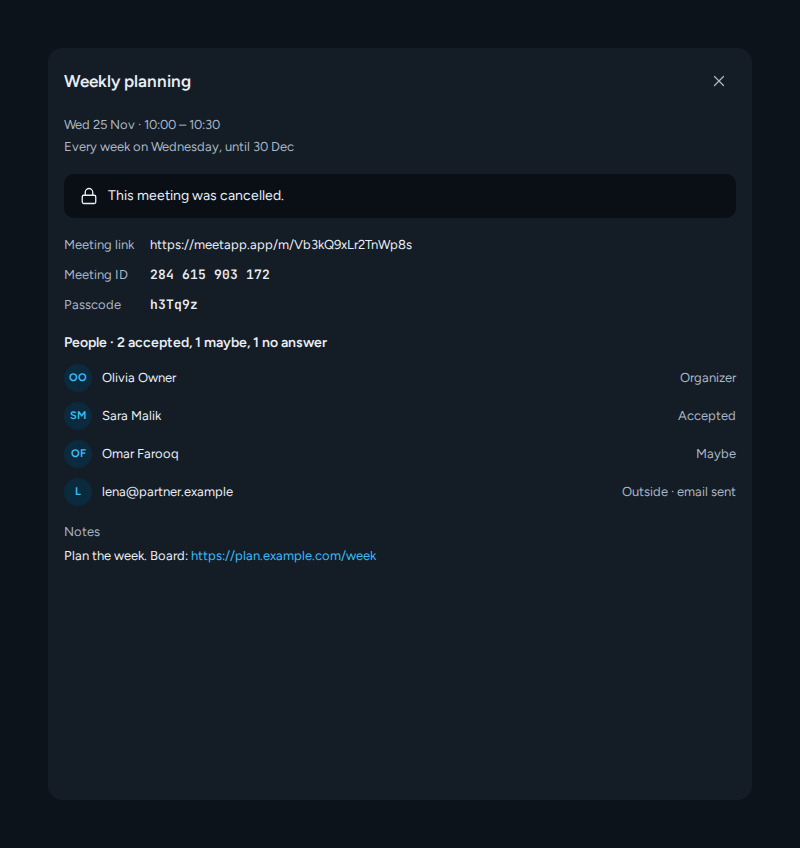 Weekly planning
Wed 25 Nov · 10:00 – 10:30
Every week on Wednesday, until 30 Dec
This meeting was cancelled.
Meeting link https://meetapp.app/m/Vb3kQ9xLr2TnWp8s
Meeting ID 284 615 903 172
Passcode h3Tq9z
People · 2 accepted, 1 maybe, 1 no answer
OO Olivia Owner Organizer
SM Sara Malik Accepted
OF Omar Farooq Maybe
L lena@partner.example Outside · email sent
Notes
Plan the week. Board: https://plan.example.com/week